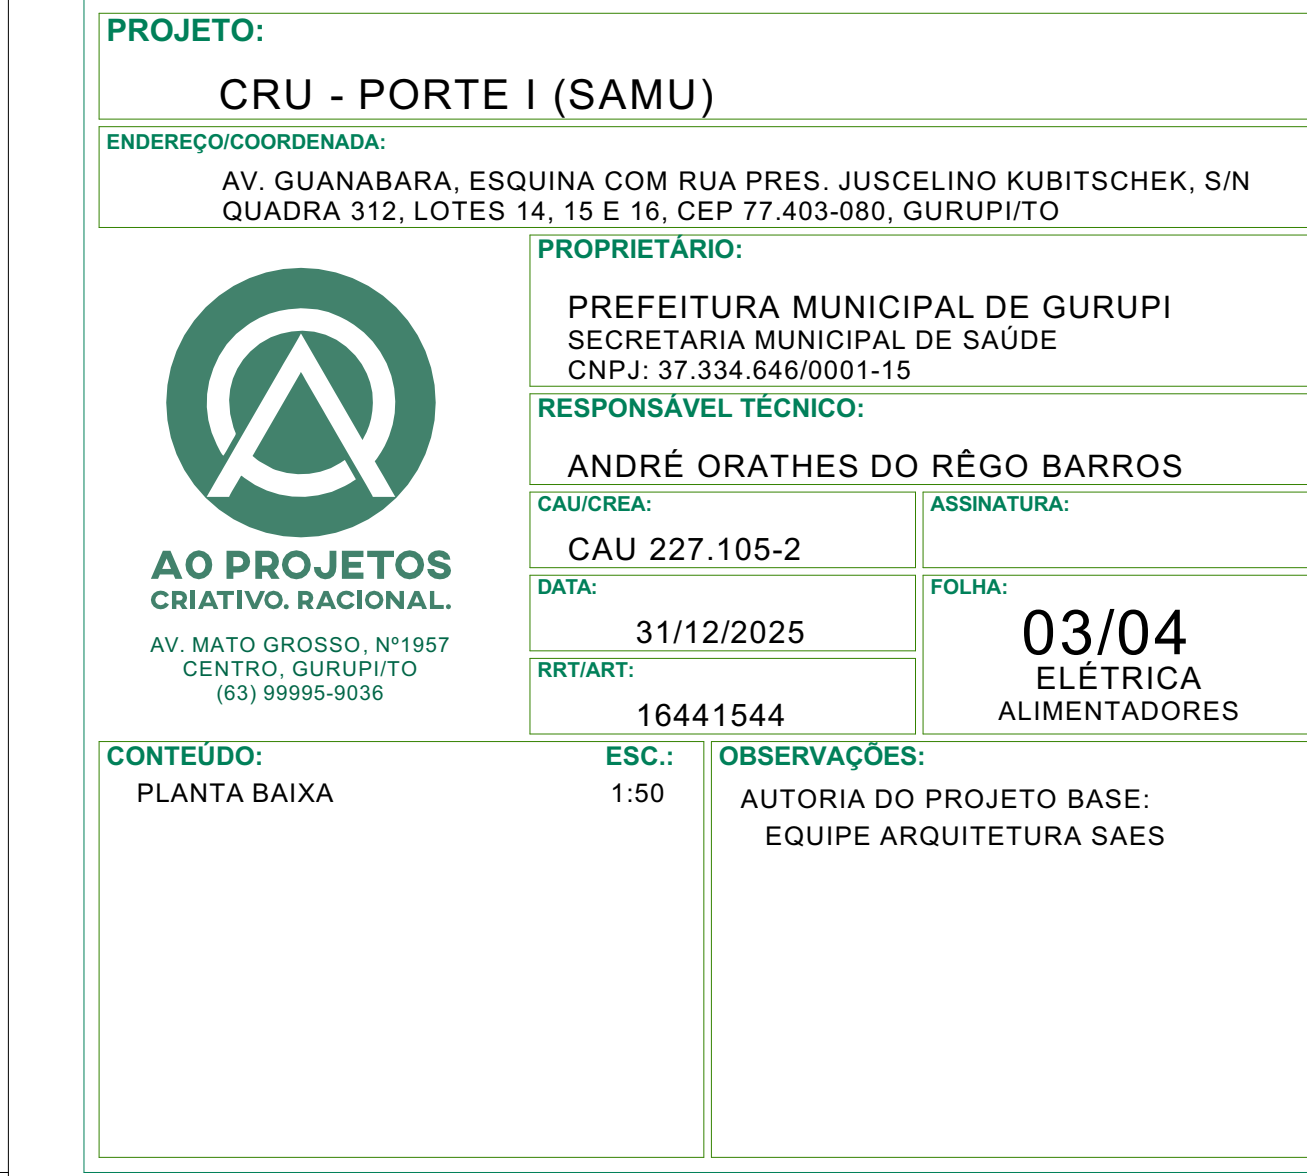 PROJETO:
CRU - PORTE I (SAMU)
ENDEREÇO/COORDENADA:
AV. GUANABARA, ESQUINA COM RUA PRES. JUSCELINO KUBITSCHEK, S/N
QUADRA 312, LOTES 14, 15 E 16, CEP 77.403-080, GURUPI/TO
AO PROJETOS
CRIATIVO. RACIONAL.
AV. MATO GROSSO, Nº1957
CENTRO, GURUPI/TO
(63) 99995-9036
PROPRIETÁRIO:
PREFEITURA MUNICIPAL DE GURUPI
SECRETARIA MUNICIPAL DE SAÚDE
CNPJ: 37.334.646/0001-15
RESPONSÁVEL TÉCNICO:
ANDRÉ ORATHES DO RÊGO BARROS
CAU/CREA:
CAU 227.105-2
ASSINATURA:
DATA:
31/12/2025
RRT/ART:
16441544
FOLHA:
03/04
ELÉTRICA
ALIMENTADORES
CONTEÚDO: ESC.:
PLANTA BAIXA 1:50
OBSERVAÇÕES:
AUTORIA DO PROJETO BASE:
EQUIPE ARQUITETURA SAES